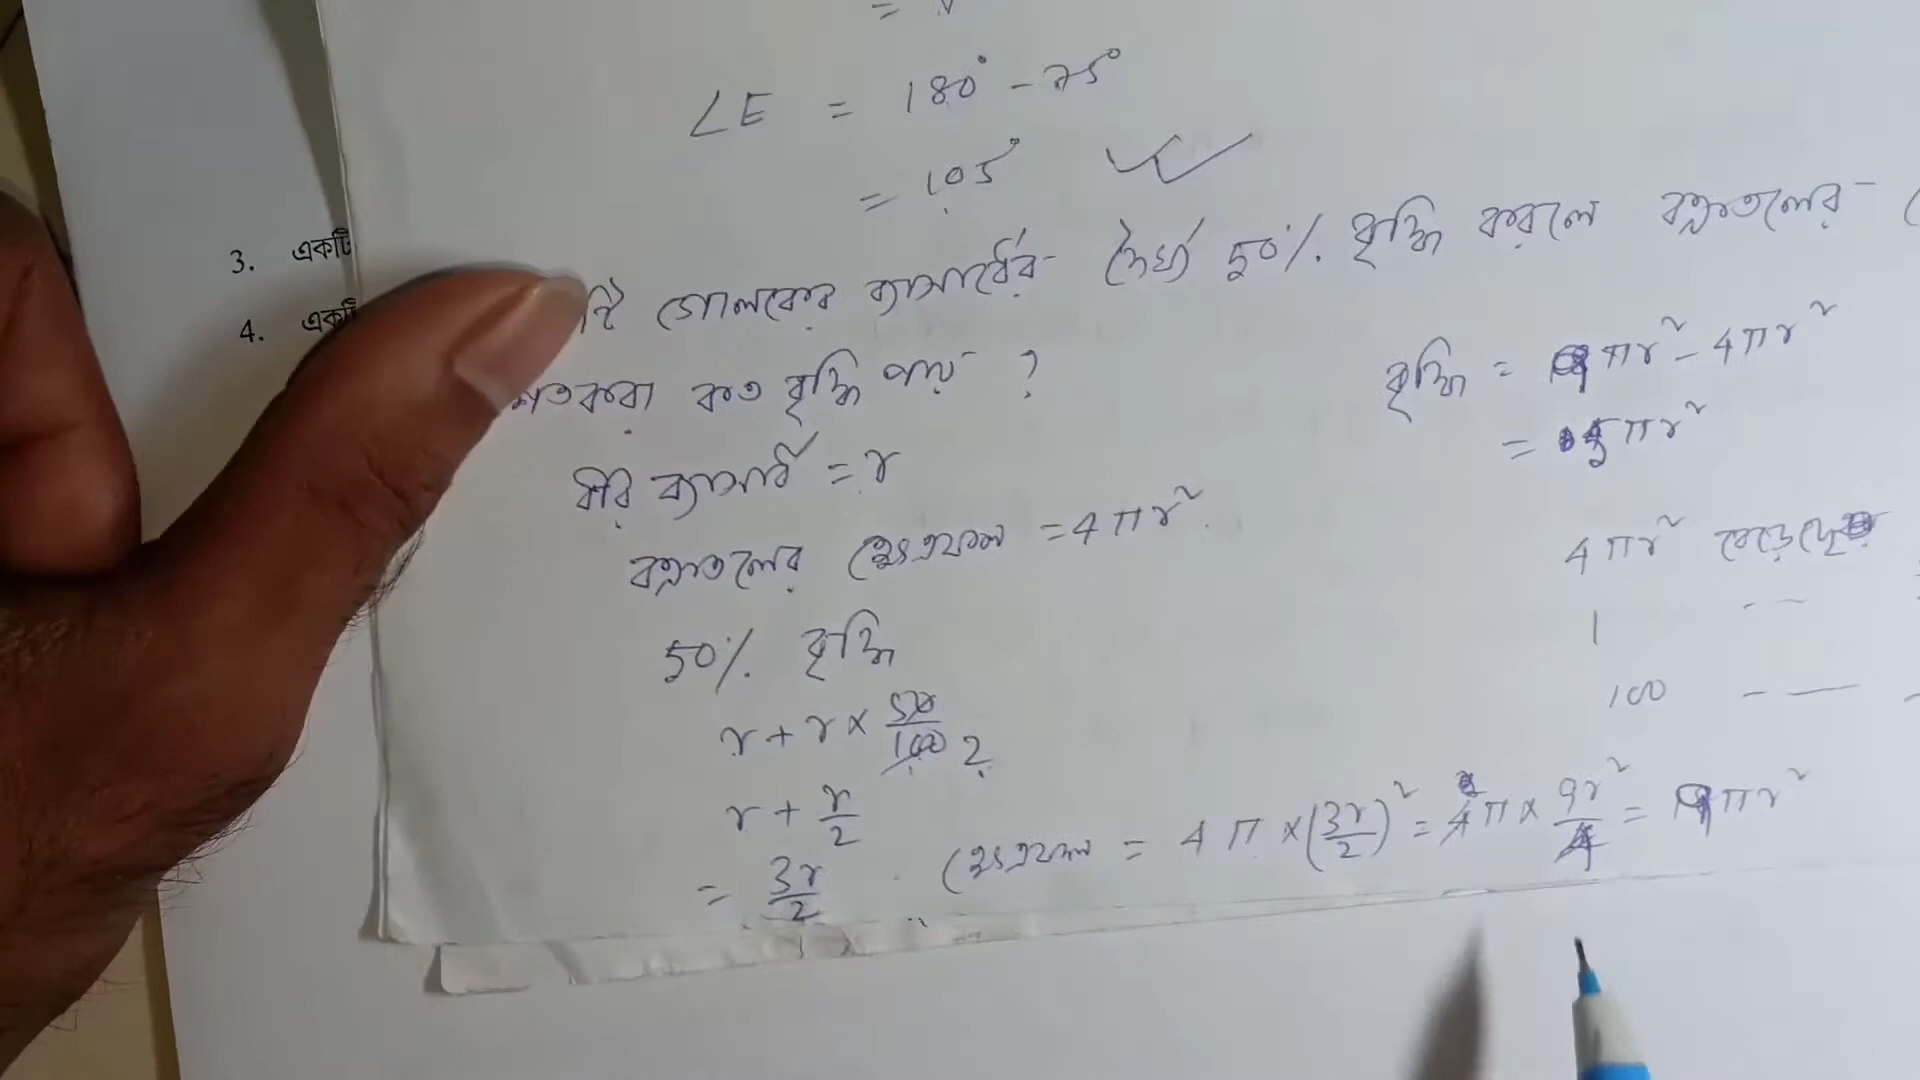 ∠E = 180° - 75°
= 105°
3. একটি
4. একটি
গোলকের ব্যাসার্ধের দৈর্ঘ্য 50% বৃদ্ধি করলে বক্রতলের
শতকরা কত বৃদ্ধি পায় ?
ধরি ব্যাসার্ধ = r
বক্রতলের ক্ষেত্রফল = 4πr²
50% বৃদ্ধি
r + r × 50/100 2
r + r/2
= 3r/2
ক্ষেত্রফল = 4π × (3r/2)² = 4π × 9r²/4 = 9πr²
বৃদ্ধি = 9πr² - 4πr²
= 5πr²
4πr² বেড়েছে
1
100